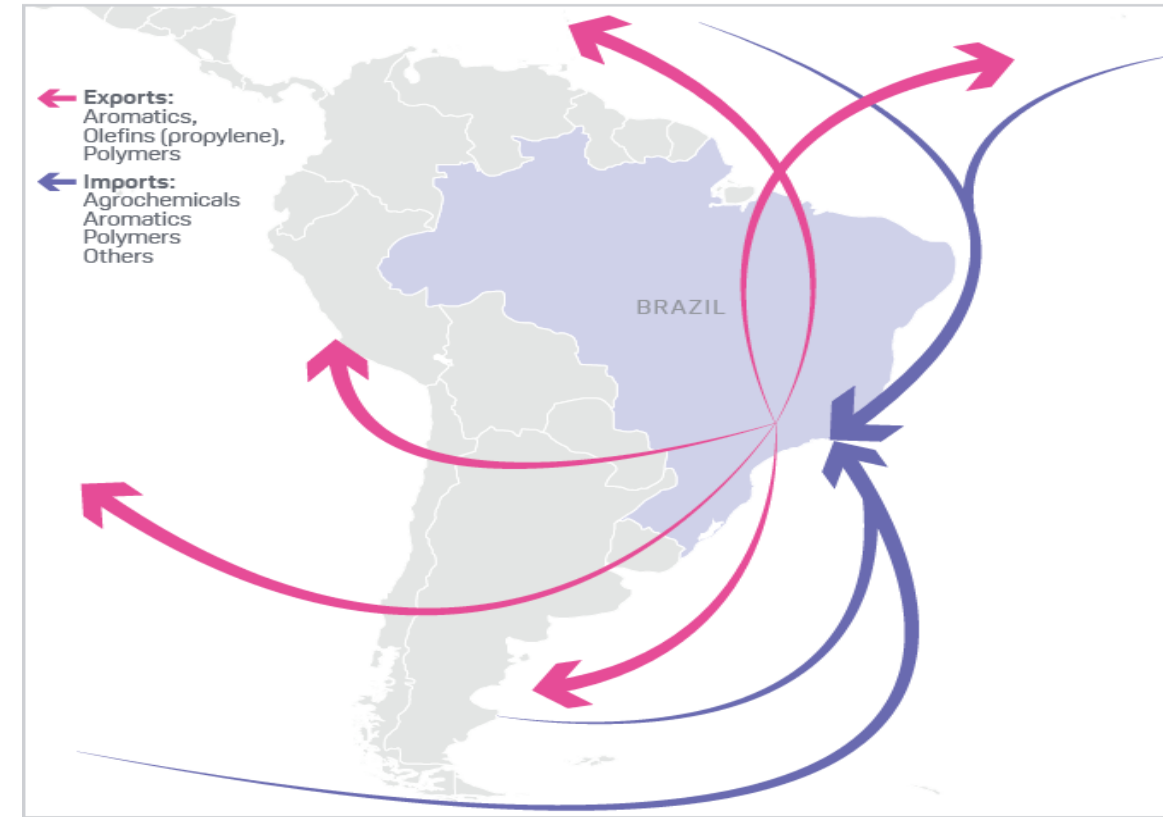 Exports:
Aromatics,
Olefins (propylene),
Polymers
Imports:
Agrochemicals
Aromatics
Polymers
Others
BRAZIL